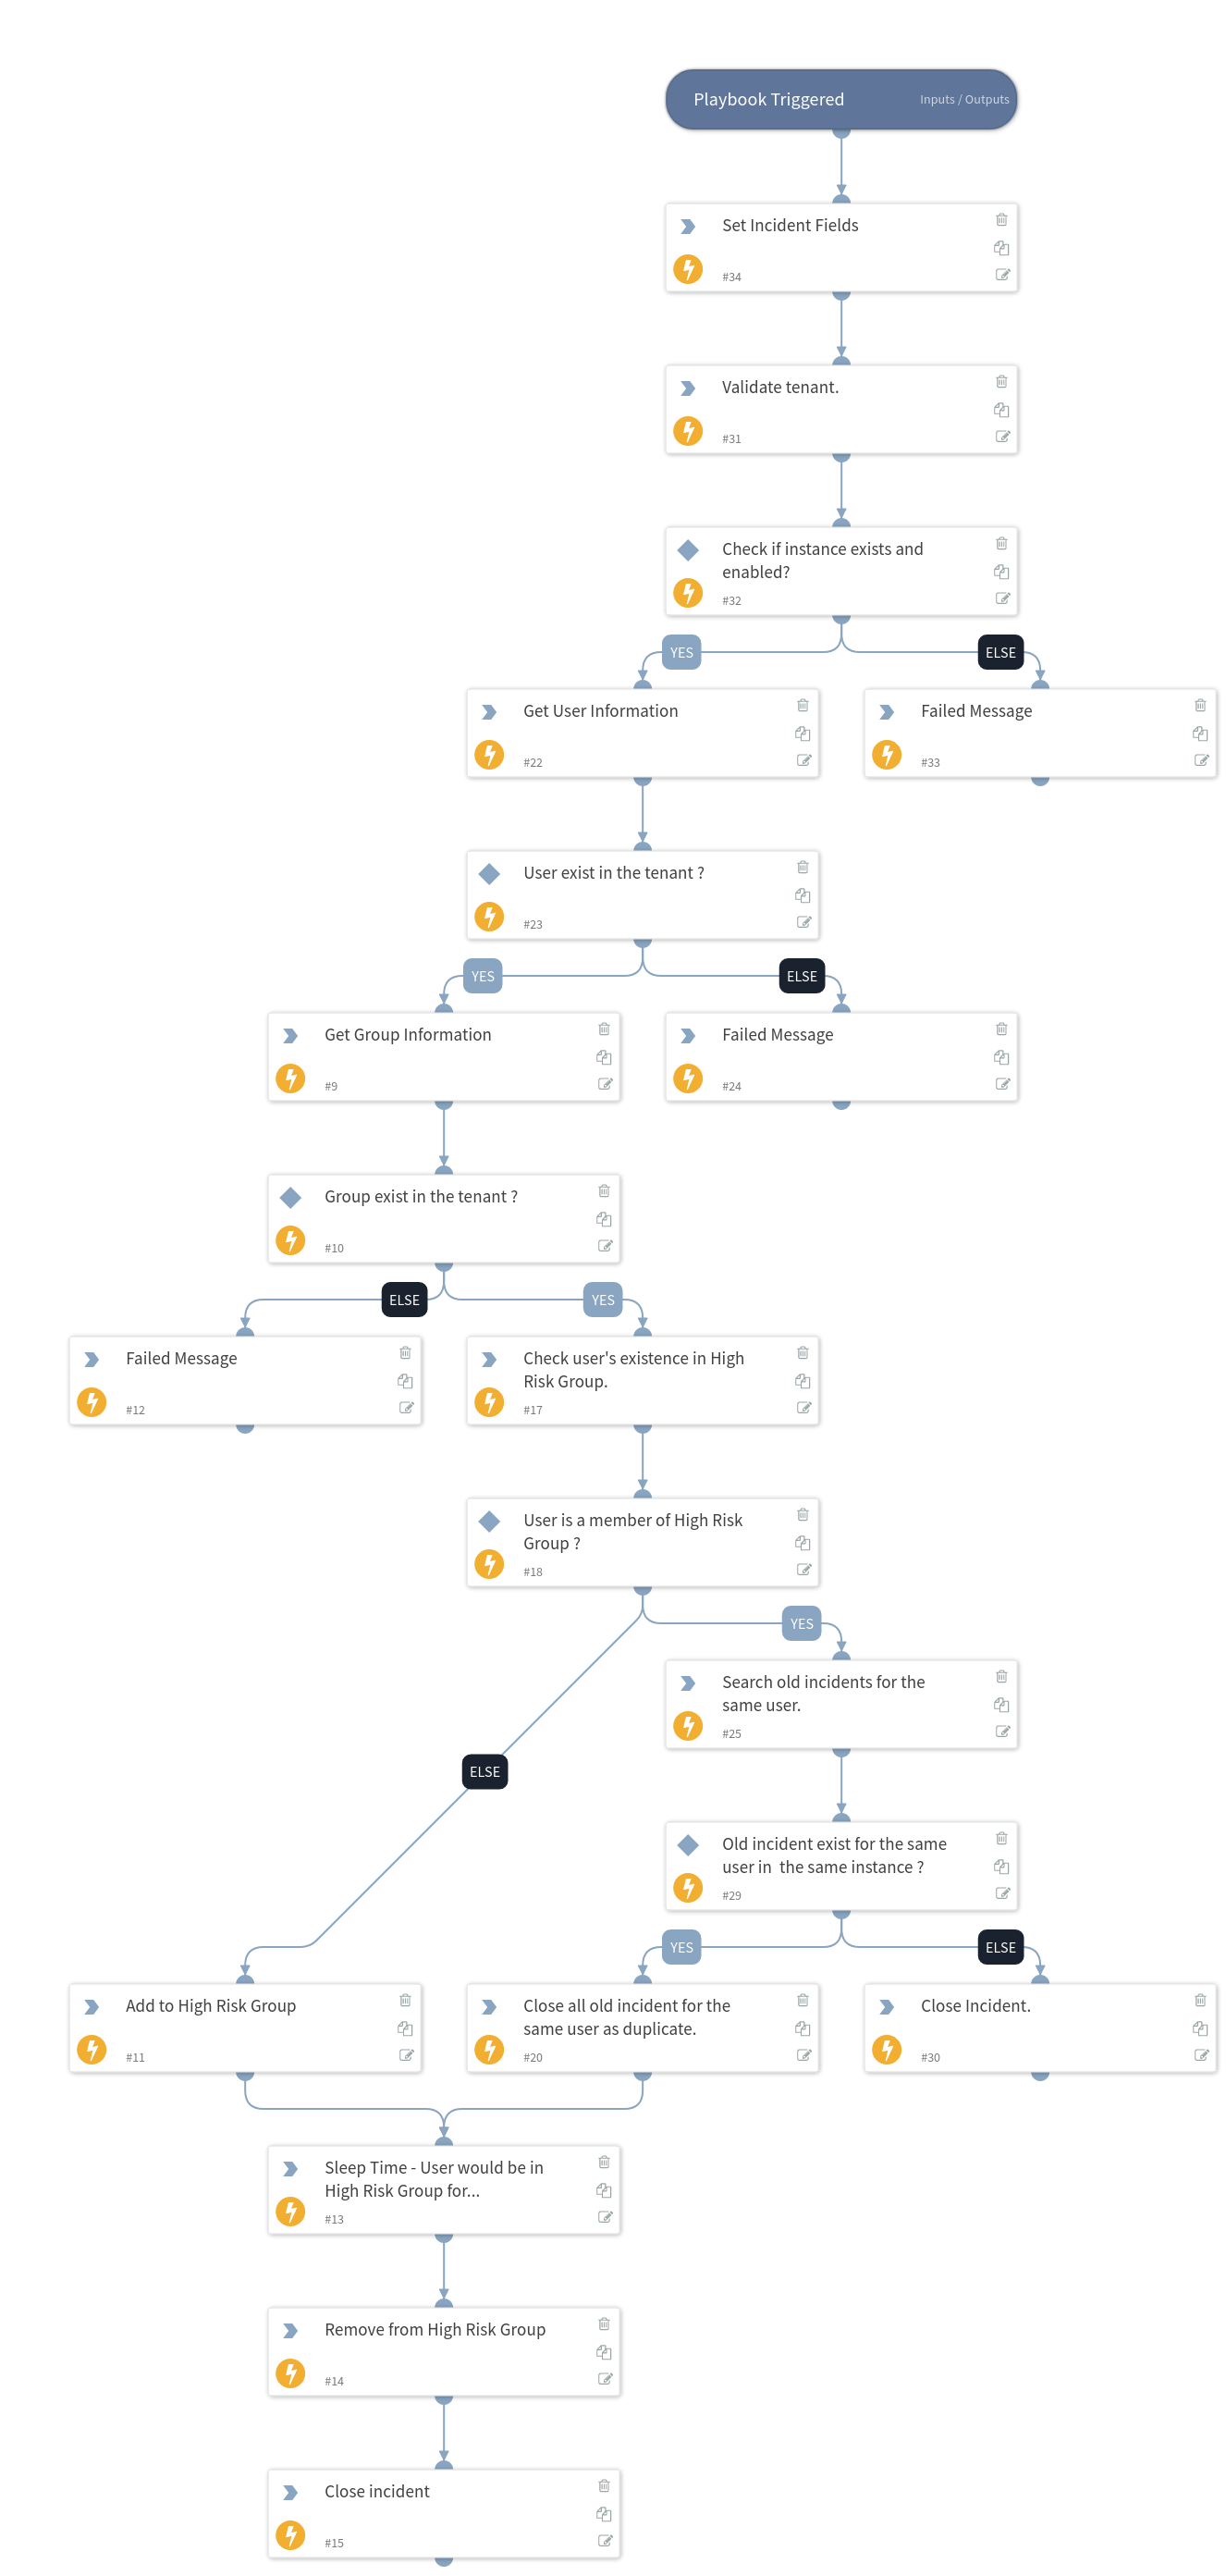 Playbook Triggered
Inputs / Outputs
Set Incident Fields
#34
Validate tenant.
#31
Check if instance exists and
enabled?
#32
YES
ELSE
Get User Information
#22
Failed Message
#33
User exist in the tenant ?
#23
YES
ELSE
Get Group Information
#9
Failed Message
#24
Group exist in the tenant ?
#10
ELSE
YES
Failed Message
#12
Check user's existence in High
Risk Group.
#17
User is a member of High Risk
Group ?
#18
YES
Search old incidents for the
same user.
#25
ELSE
Old incident exist for the same
user in  the same instance ?
#29
YES
ELSE
Add to High Risk Group
#11
Close all old incident for the
same user as duplicate.
#20
Close Incident.
#30
Sleep Time - User would be in
High Risk Group for...
#13
Remove from High Risk Group
#14
Close incident
#15